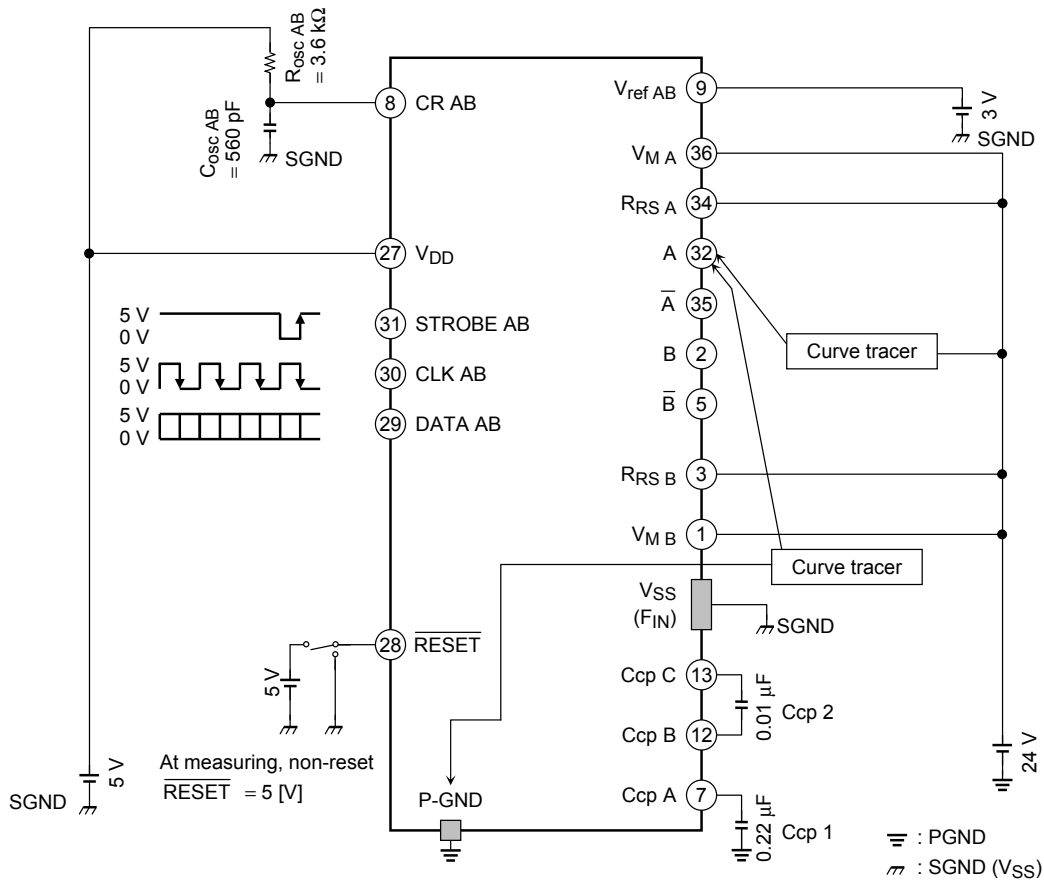 Rosc AB
= 3.6 kΩ
Cosc AB
= 560 pF
SGND
8
CR AB
27
VDD
5 V
0 V
31
STROBE AB
5 V
0 V
30
CLK AB
5 V
0 V
29
DATA AB
28
RESET
5 V
At measuring, non-reset
RESET = 5 [V]
5 V
SGND
P-GND
Vref AB
9
3 V
SGND
VM A
36
RRS A
34
A
32
A
35
B
2
B
5
Curve tracer
RRS B
3
VM B
1
Curve tracer
VSS
(FIN)
SGND
Ccp C
13
0.01 µF
Ccp 2
Ccp B
12
Ccp A
7
0.22 µF
Ccp 1
24 V
: PGND
: SGND (VSS)